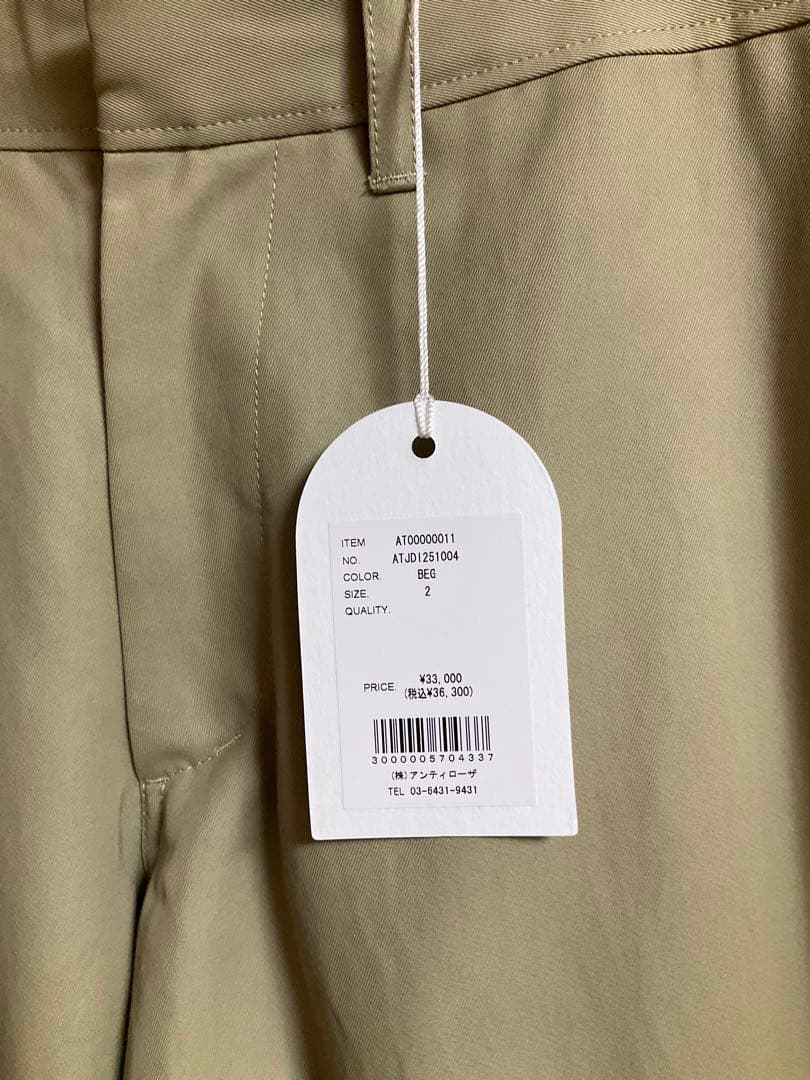 ITEM AT00000011
NO. ATJDI251004
COLOR. BEG
SIZE. 2
QUALITY.
PRICE. ¥33,000
(税込¥36,300)
3000005704337
(株)アンティローザ
TEL 03-6431-9431